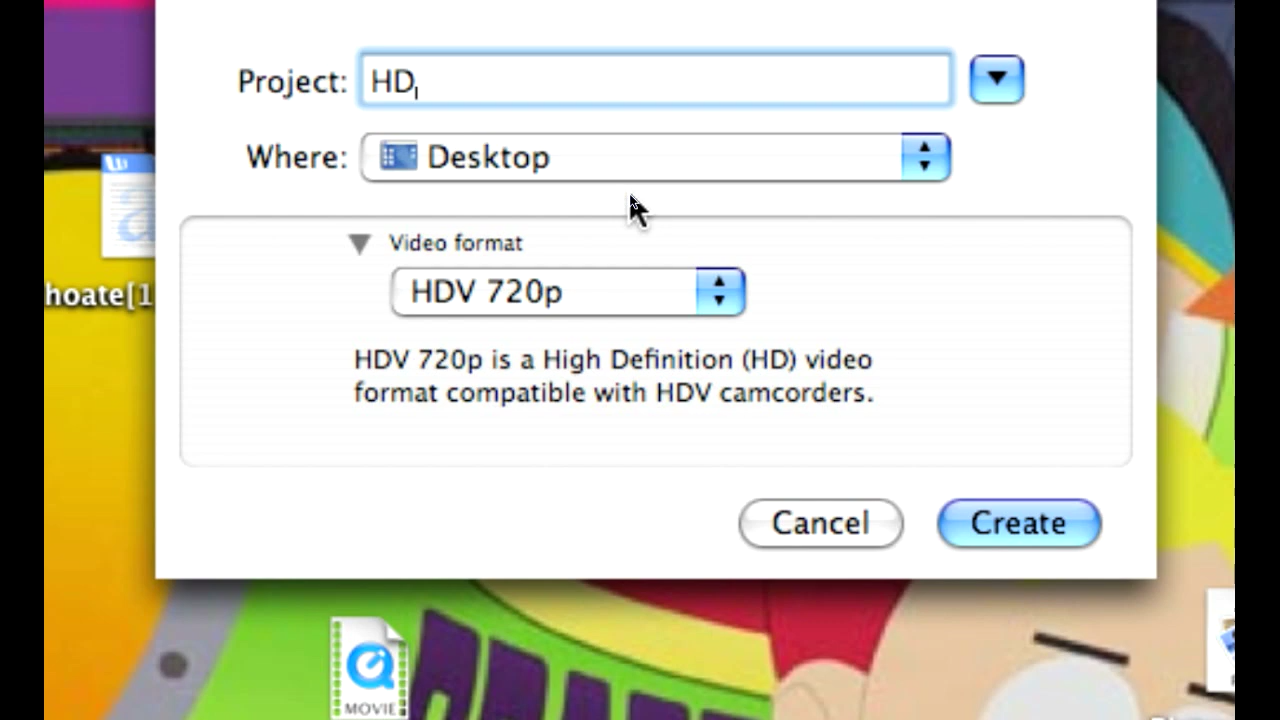 Project: HD
Where: Desktop
hoate[1
Video format
HDV 720p
HDV 720p is a High Definition (HD) video
format compatible with HDV camcorders.
Cancel Create
MOVIE